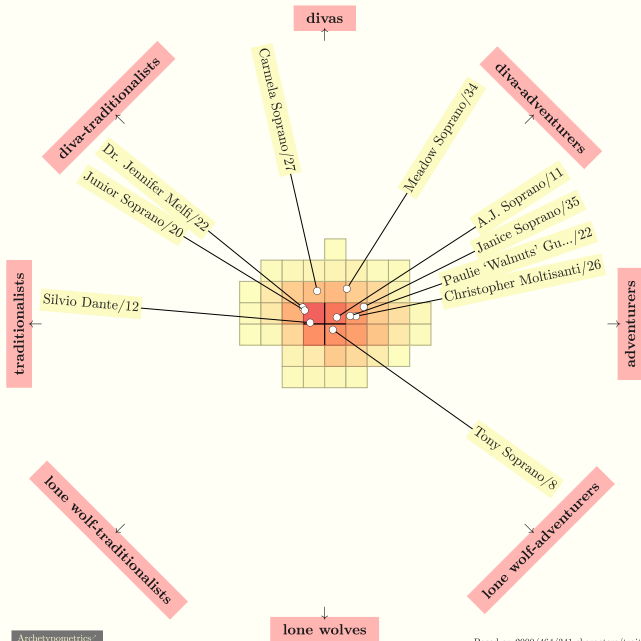 divas
diva-traditionalists
diva-adventurers
Carmela Soprano/27
Meadow Soprano/34
Dr. Jennifer Melfi/22
Junior Soprano/20
A.J. Soprano/11
Janice Soprano/35
Paulie ‘Walnuts’ Gu.../22
Christopher Moltisanti/26
Silvio Dante/12
traditionalists
adventurers
Tony Soprano/8
lone wolf-traditionalists
lone wolf-adventurers
lone wolves
Archetypometrics